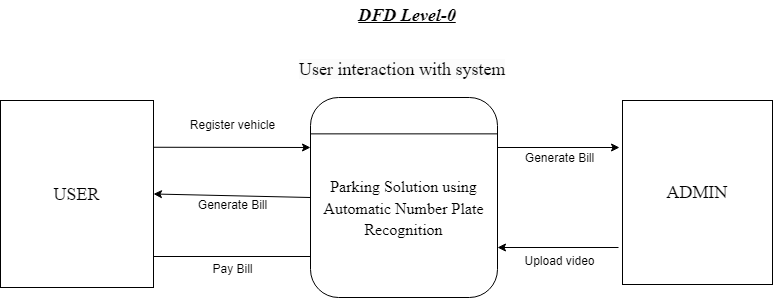 DFD Level-0
User interaction with system
Register vehicle
USER
Generate Bill
Pay Bill
Parking Solution using
Automatic Number Plate
Recognition
Generate Bill
Upload video
ADMIN